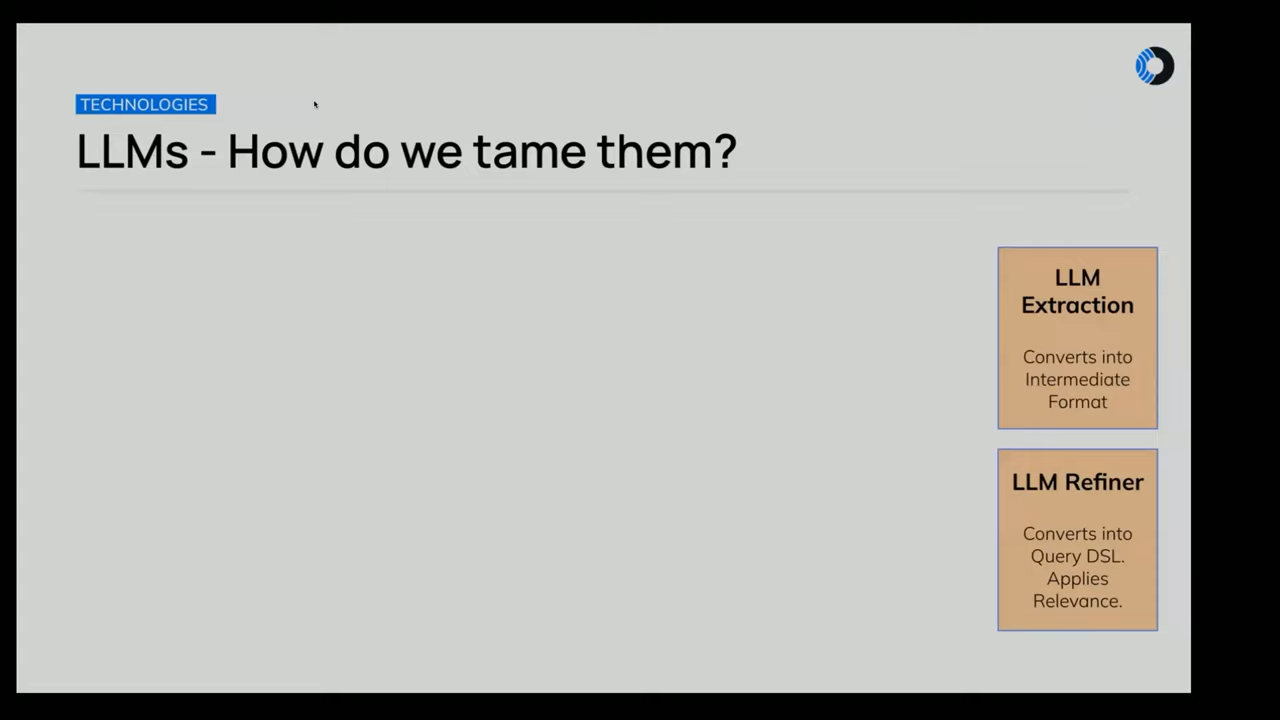 TECHNOLOGIES
LLMs - How do we tame them?
LLM
Extraction
Converts into
Intermediate
Format
LLM Refiner
Converts into
Query DSL.
Applies
Relevance.